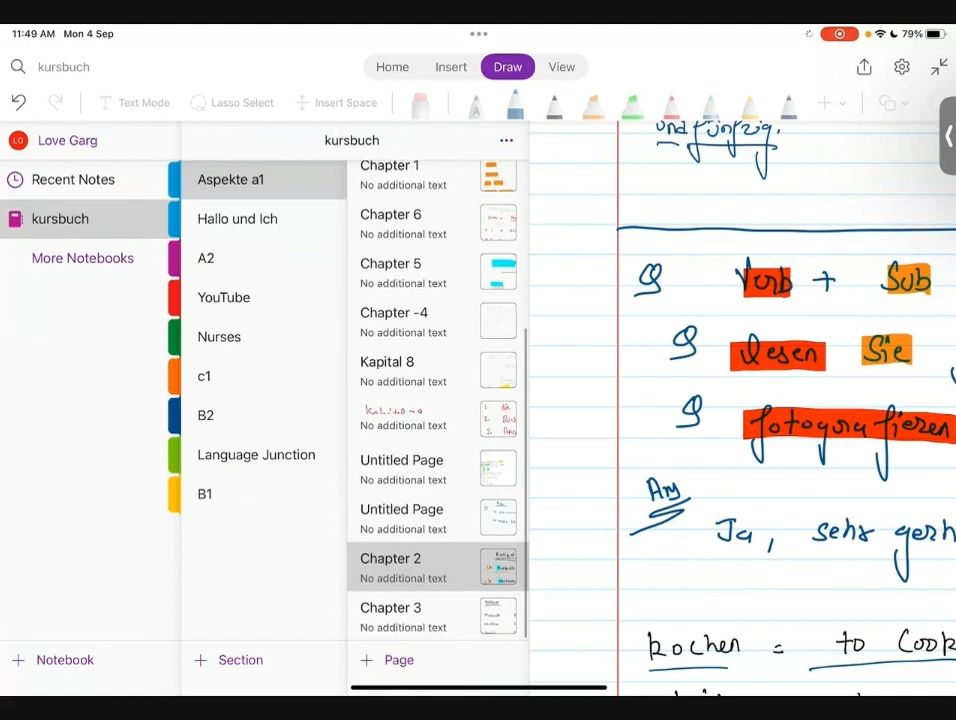 11:49 AM Mon 4 Sep
79%
kursbuch
Home Insert Draw View
Text Mode Lasso Select Insert Space
LG Love Garg
kursbuch
Recent Notes
kursbuch
More Notebooks
Aspekte a1
Hallo und Ich
A2
YouTube
Nurses
c1
B2
Language Junction
B1
Chapter 1
No additional text
Chapter 6
No additional text
Chapter 5
No additional text
Chapter -4
No additional text
Kapital 8
No additional text
No additional text
Untitled Page
No additional text
Untitled Page
No additional text
Chapter 2
No additional text
Chapter 3
No additional text
+ Notebook
+ Section
+ Page
und fünfzig.
Verb + Sub
lesen Sie
fotografieren
Ans
Ja, sehr gerh
kochen = to Cook